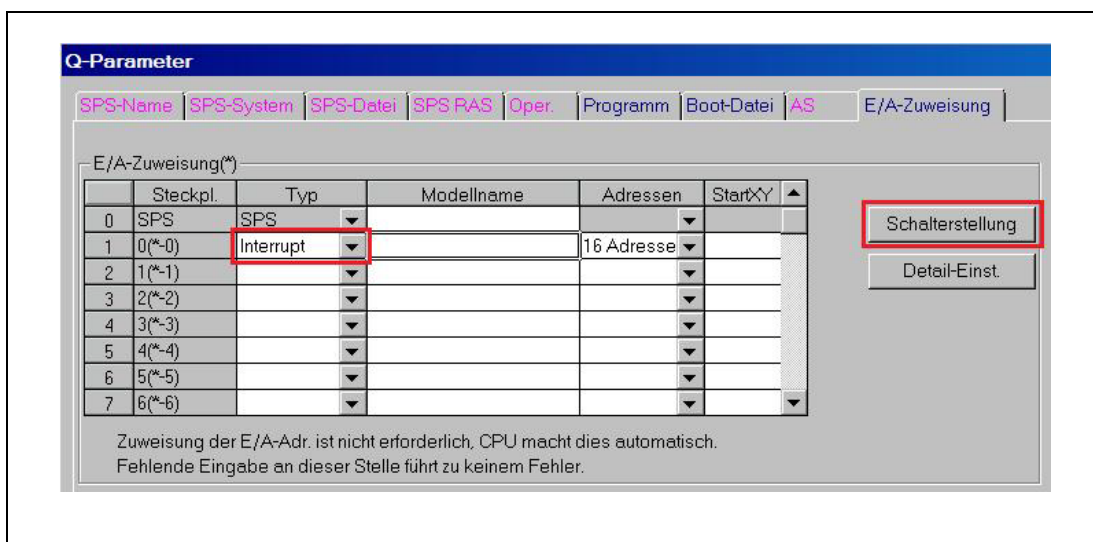 Q-Parameter
SPS-Name SPS-System SPS-Datei SPS RAS Oper. Programm Boot-Datei AS E/A-Zuweisung
E/A-Zuweisung(*)
Steckpl. Typ Modellname Adressen StartXY
0 SPS SPS
1 0(*-0) Interrupt 16 Adresse
2 1(*-1)
3 2(*-2)
4 3(*-3)
5 4(*-4)
6 5(*-5)
7 6(*-6)
Schalterstellung
Detail-Einst.
Zuweisung der E/A-Adr. ist nicht erforderlich, CPU macht dies automatisch.
Fehlende Eingabe an dieser Stelle führt zu keinem Fehler.